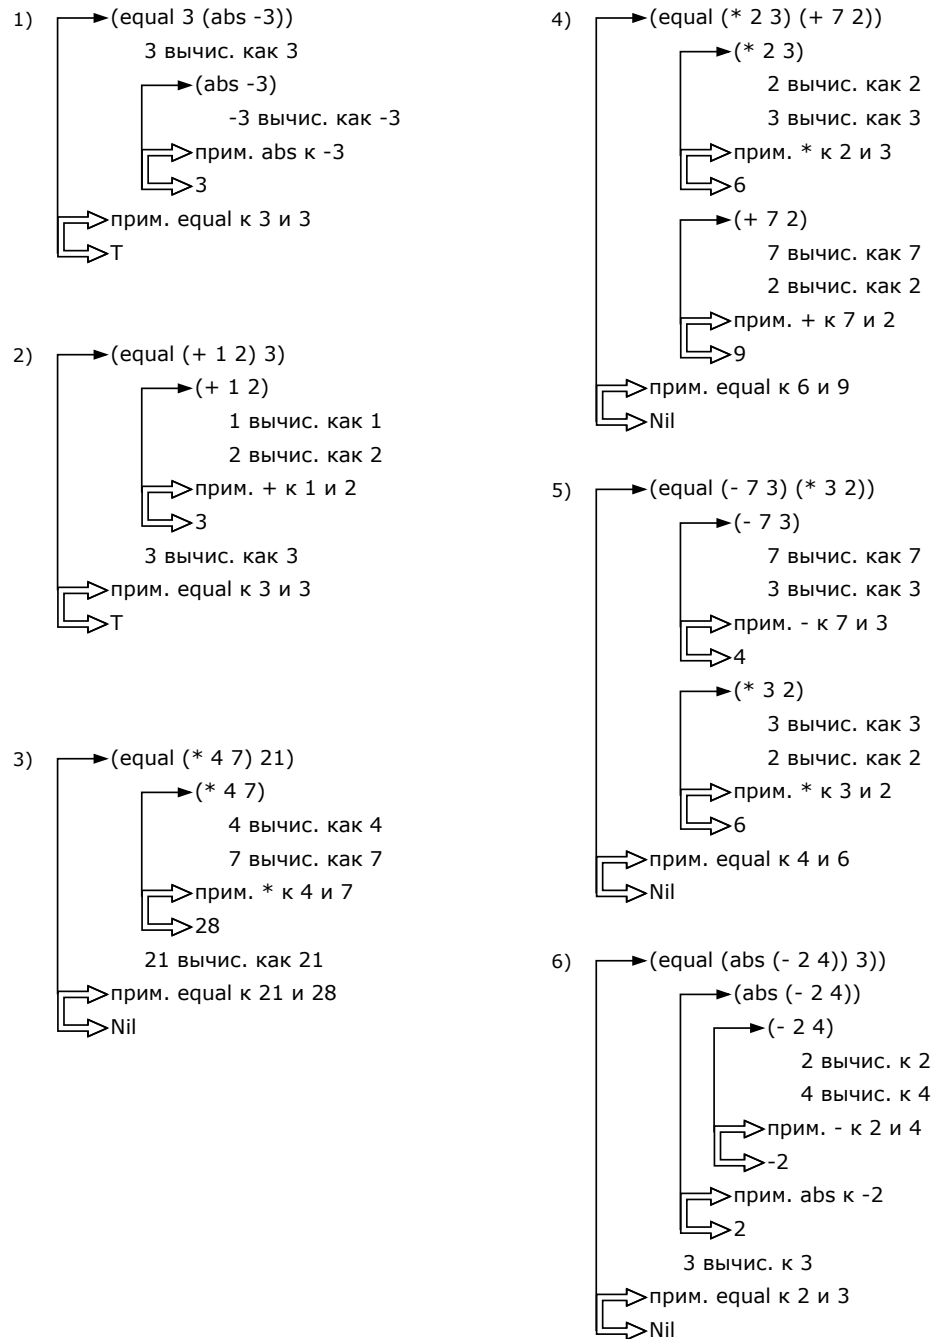 1) (equal 3 (abs -3))
3 вычис. как 3
(abs -3)
-3 вычис. как -3
прим. abs к -3
3
прим. equal к 3 и 3
T
2) (equal (+ 1 2) 3)
(+ 1 2)
1 вычис. как 1
2 вычис. как 2
прим. + к 1 и 2
3
3 вычис. как 3
прим. equal к 3 и 3
T
3) (equal (* 4 7) 21)
(* 4 7)
4 вычис. как 4
7 вычис. как 7
прим. * к 4 и 7
28
21 вычис. как 21
прим. equal к 21 и 28
Nil
4) (equal (* 2 3) (+ 7 2))
(* 2 3)
2 вычис. как 2
3 вычис. как 3
прим. * к 2 и 3
6
(+ 7 2)
7 вычис. как 7
2 вычис. как 2
прим. + к 7 и 2
9
прим. equal к 6 и 9
Nil
5) (equal (- 7 3) (* 3 2))
(- 7 3)
7 вычис. как 7
3 вычис. как 3
прим. - к 7 и 3
4
(* 3 2)
3 вычис. как 3
2 вычис. как 2
прим. * к 3 и 2
6
прим. equal к 4 и 6
Nil
6) (equal (abs (- 2 4)) 3))
(abs (- 2 4))
(- 2 4)
2 вычис. к 2
4 вычис. к 4
прим. - к 2 и 4
-2
прим. abs к -2
2
3 вычис. к 3
прим. equal к 2 и 3
Nil